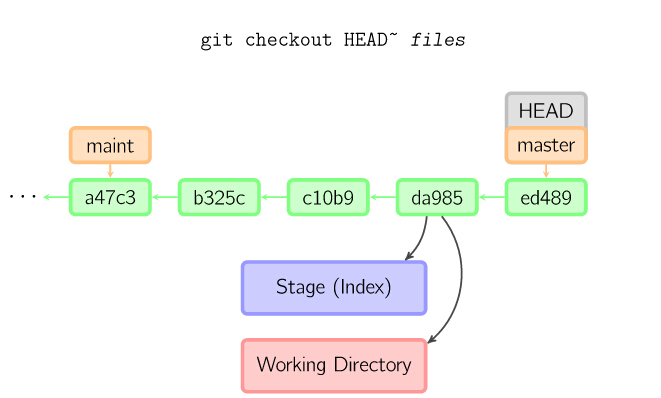 git checkout HEAD~ files
HEAD
maint
master
... a47c3 b325c c10b9 da985 ed489
Stage (Index)
Working Directory